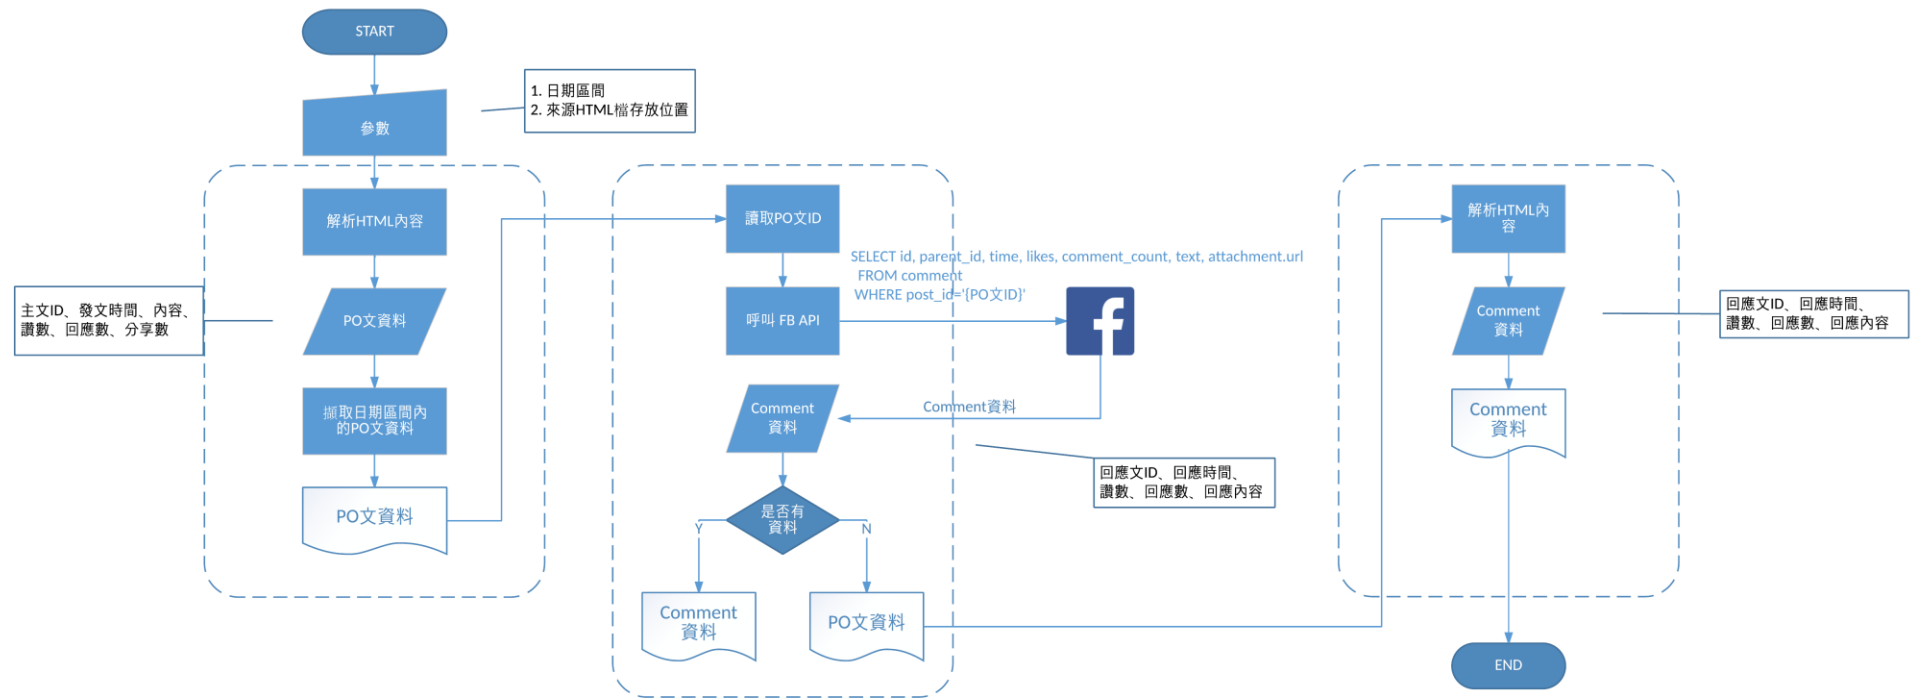 START
參數
1. 日期區間
2. 來源HTML檔存放位置
解析HTML內容
主文ID、發文時間、內容、
讚數、回應數、分享數
PO文資料
擷取日期區間內
的PO文資料
PO文資料
讀取PO文ID
SELECT id, parent_id, time, likes, comment_count, text, attachment.url
FROM comment
WHERE post_id='{PO文ID}'
呼叫 FB API
f
Comment資料
Comment
資料
回應文ID、回應時間、
讚數、回應數、回應內容
是否有
資料
Y
N
Comment
資料
PO文資料
解析HTML內
容
Comment
資料
回應文ID、回應時間、
讚數、回應數、回應內容
Comment
資料
END